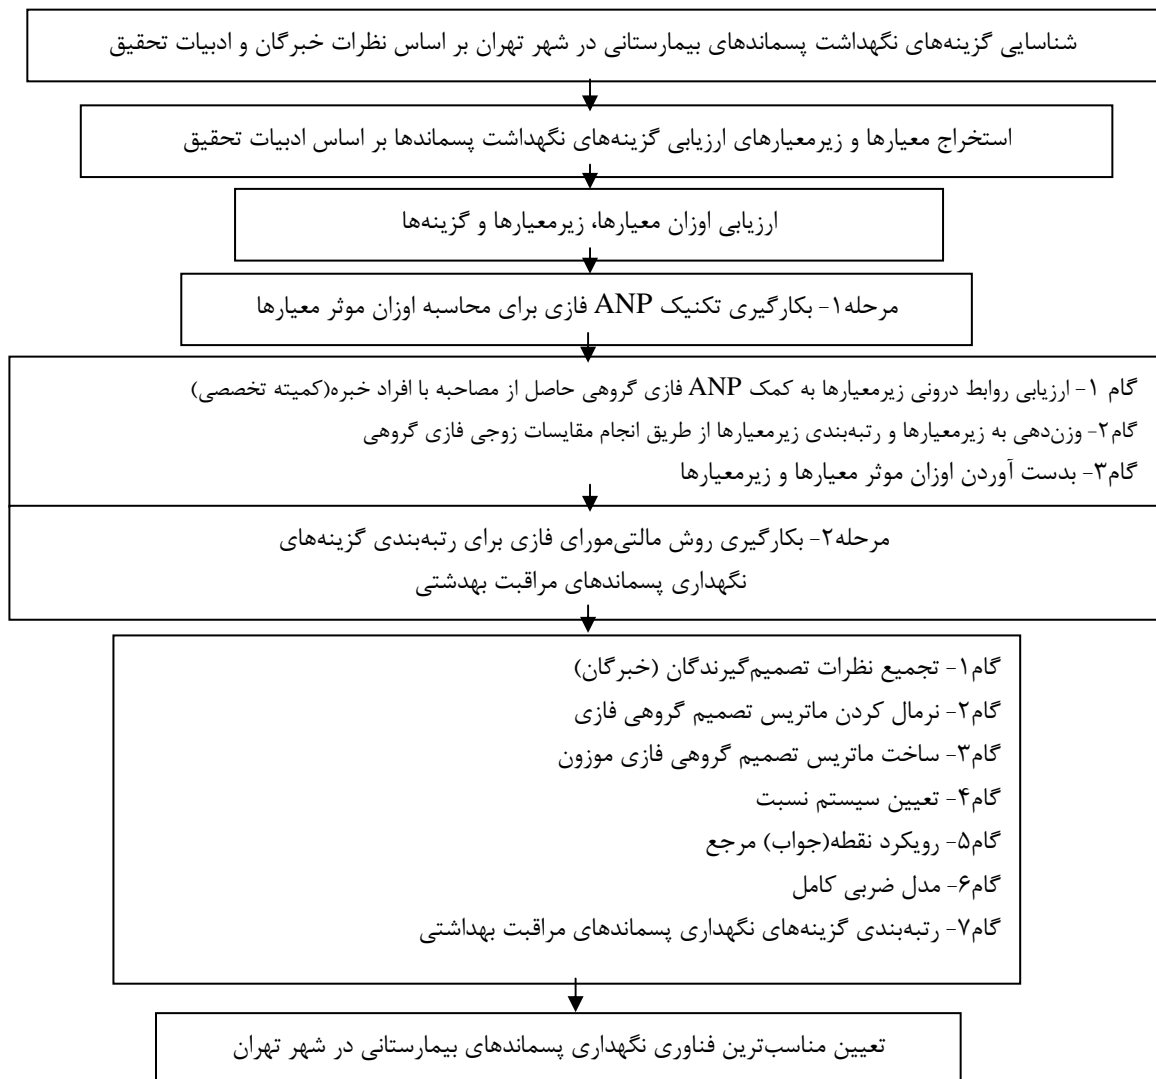 شناسایی گزینه‌های نگهداشت پسماندهای بیمارستانی در شهر تهران بر اساس نظرات خبرگان و ادبیات تحقیق
استخراج معیارها و زیرمعیارهای ارزیابی گزینه‌های نگهداشت پسماندها بر اساس ادبیات تحقیق
ارزیابی اوزان معیارها، زیرمعیارها و گزینه‌ها
مرحله۱- بکارگیری تکنیک ANP فازی برای محاسبه اوزان موثر معیارها
گام ۱- ارزیابی روابط درونی زیرمعیارها به کمک ANP فازی گروهی حاصل از مصاحبه با افراد خبره(کمیته تخصصی)
گام۲- وزن‌دهی به زیرمعیارها و رتبه‌بندی زیرمعیارها از طریق انجام مقایسات زوجی فازی گروهی
گام۳- بدست آوردن اوزان موثر معیارها و زیرمعیارها
مرحله۲- بکارگیری روش مالتی‌مورای فازی برای رتبه‌بندی گزینه‌های
نگهداری پسماندهای مراقبت بهدشتی
گام۱- تجمیع نظرات تصمیم‌گیرندگان (خبرگان)
گام۲- نرمال کردن ماتریس تصمیم گروهی فازی
گام۳- ساخت ماتریس تصمیم گروهی فازی موزون
گام۴- تعیین سیستم نسبت
گام۵- رویکرد نقطه(جواب) مرجع
گام۶- مدل ضربی کامل
گام۷- رتبه‌بندی گزینه‌های نگهداری پسماندهای مراقبت بهداشتی
تعیین مناسب‌ترین فناوری نگهداری پسماندهای بیمارستانی در شهر تهران